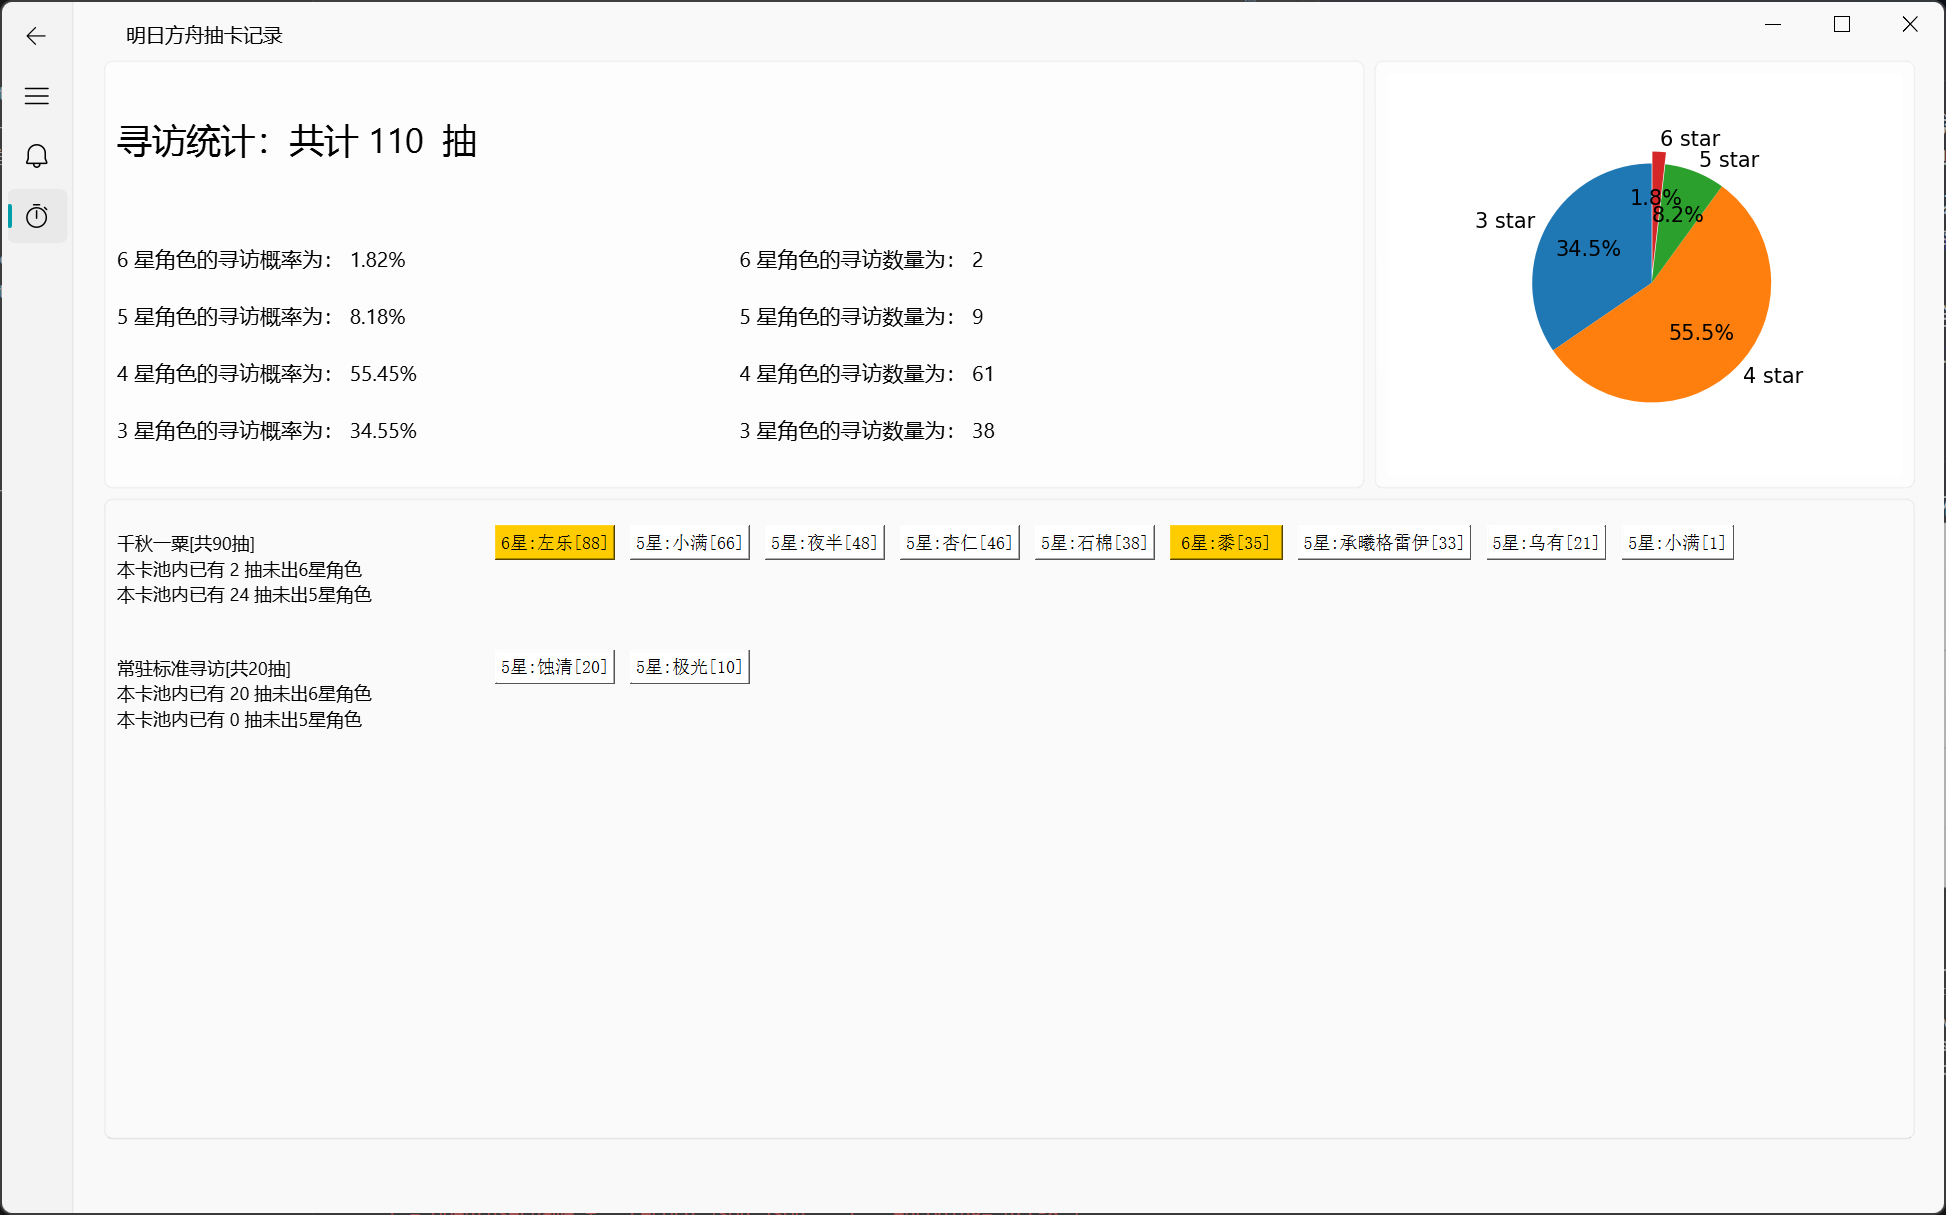 明日方舟抽卡记录
寻访统计：共计 110 抽
6 星角色的寻访概率为： 1.82%
6 星角色的寻访数量为： 2
5 星角色的寻访概率为： 8.18%
5 星角色的寻访数量为： 9
4 星角色的寻访概率为： 55.45%
4 星角色的寻访数量为： 61
3 星角色的寻访概率为： 34.55%
3 星角色的寻访数量为： 38
6 star
5 star
3 star
4 star
1.8%
8.2%
34.5%
55.5%
千秋一粟[共90抽]
本卡池内已有 2 抽未出6星角色
本卡池内已有 24 抽未出5星角色
6星:左乐[88]
5星:小满[66]
5星:夜半[48]
5星:杏仁[46]
5星:石棉[38]
6星:黍[35]
5星:承曦格雷伊[33]
5星:乌有[21]
5星:小满[1]
常驻标准寻访[共20抽]
本卡池内已有 20 抽未出6星角色
本卡池内已有 0 抽未出5星角色
5星:蚀清[20]
5星:极光[10]